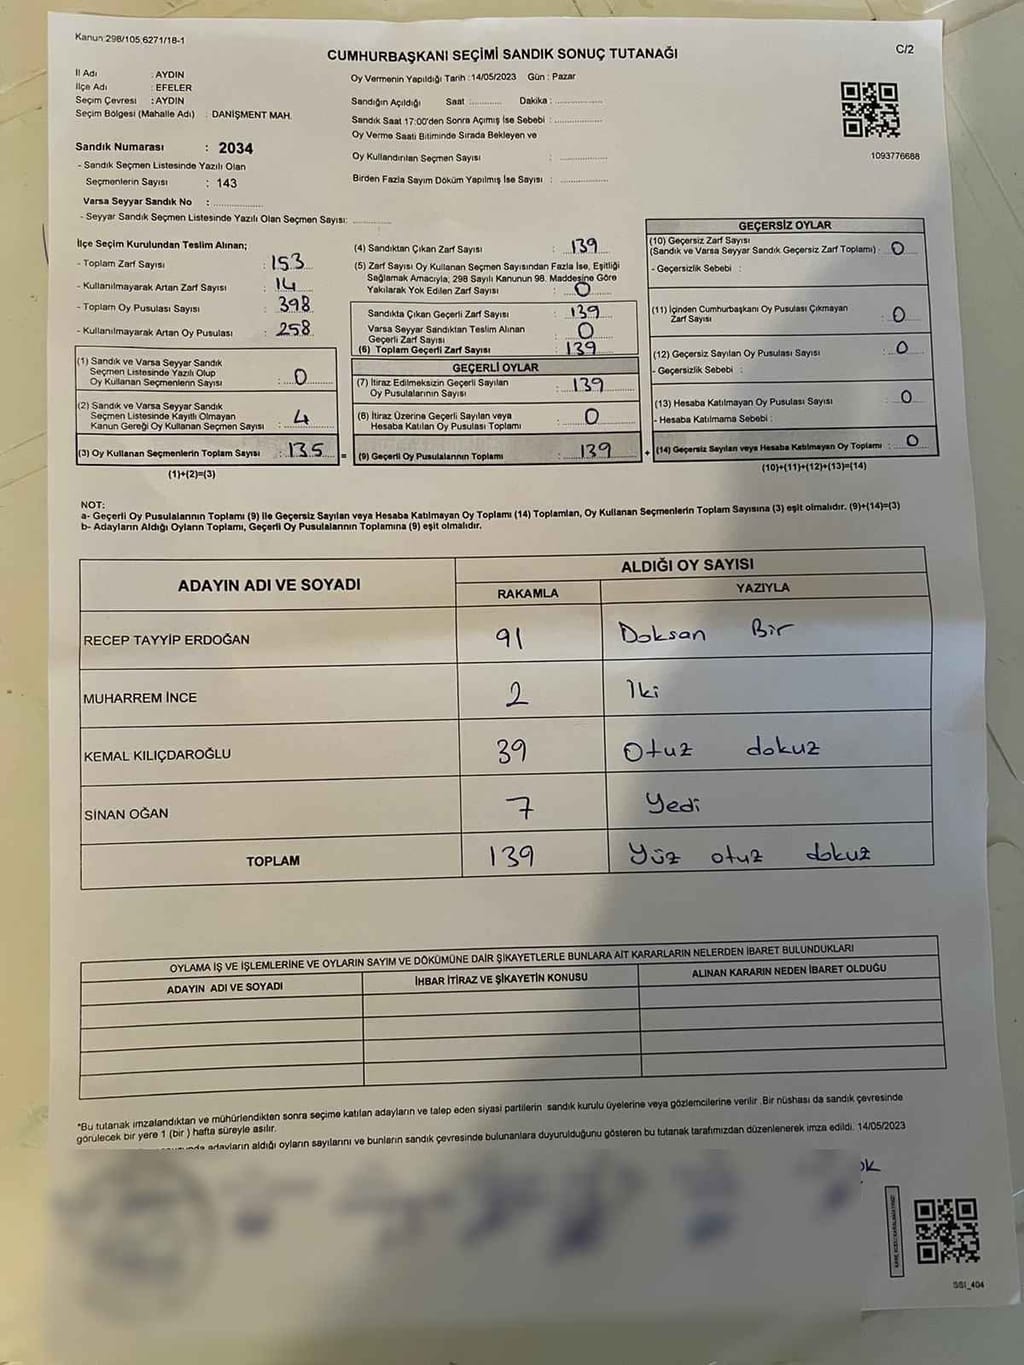 Kanun 298/105,6271/18-1
C/2
CUMHURBAŞKANI SEÇİMİ SANDIK SONUÇ TUTANAĞI
İl Adı : AYDIN
İlçe Adı : EFELER
Seçim Çevresi : AYDIN
Seçim Bölgesi (Mahalle Adı) : DANİŞMENT MAH.
Sandık Numarası : 2034
- Sandık Seçmen Listesinde Yazılı Olan
Seçmenlerin Sayısı : 143
Varsa Seyyar Sandık No :
- Seyyar Sandık Seçmen Listesinde Yazılı Olan Seçmen Sayısı:
Oy Vermenin Yapıldığı Tarih : 14/05/2023 Gün : Pazar
Sandığın Açıldığı Saat Dakika :
Sandık Saat 17:00'den Sonra Açımış İse Sebebi :
Oy Verme Saati Bitiminde Sırada Bekleyen ve
Oy Kullandırılan Seçmen Sayısı :
Birden Fazla Sayım Döküm Yapılmış İse Sayısı :
1093776688
İlçe Seçim Kurulundan Teslim Alınan;
- Toplam Zarf Sayısı : 153
- Kullanılmayarak Artan Zarf Sayısı : 14
- Toplam Oy Pusulası Sayısı : 398
- Kullanılmayarak Artan Oy Pusulası : 258
(1) Sandık ve Varsa Seyyar Sandık
Seçmen Listesinde Yazılı Olup
Oy Kullanan Seçmenlerin Sayısı : 0
(2) Sandık ve Varsa Seyyar Sandık
Seçmen Listesinde Kayıtlı Olmayan
Kanun Gereği Oy Kullanan Seçmen Sayısı : 4
(3) Oy Kullanan Seçmenlerin Toplam Sayısı : 135 =
(1)+(2)=(3)
(4) Sandıktan Çıkan Zarf Sayısı : 139
(5) Zarf Sayısı Oy Kullanan Seçmen Sayısından Fazla İse, Eşitliği
Sağlamak Amacıyla, 298 Sayılı Kanunun 98. Maddesine Göre
Yakılarak Yok Edilen Zarf Sayısı : 0
Sandıkta Çıkan Geçerli Zarf Sayısı : 139
Varsa Seyyar Sandıktan Teslim Alınan
Geçerli Zarf Sayısı : 0
(6) Toplam Geçerli Zarf Sayısı : 139
GEÇERLİ OYLAR
(7) İtiraz Edilmeksizin Geçerli Sayılan
Oy Pusulalarının Sayısı : 139
(8) İtiraz Üzerine Geçerli Sayılan veya
Hesaba Katılan Oy Pusulası Toplamı : 0
(9) Geçerli Oy Pusulalarının Toplamı : 139 +
GEÇERSİZ OYLAR
(10) Geçersiz Zarf Sayısı
(Sandık ve Varsa Seyyar Sandık Geçersiz Zarf Toplamı) : 0
- Geçersizlik Sebebi :
(11) İçinden Cumhurbaşkanı Oy Pusulası Çıkmayan
Zarf Sayısı : 0
(12) Geçersiz Sayılan Oy Pusulası Sayısı : 0
- Geçersizlik Sebebi :
(13) Hesaba Katılmayan Oy Pusulası Sayısı : 0
- Hesaba Katılmama Sebebi :
(14) Geçersiz Sayılan veya Hesaba Katılmayan Oy Toplamı : 0
(10)+(11)+(12)+(13)=(14)
NOT:
a- Geçerli Oy Pusulalarının Toplamı (9) ile Geçersiz Sayılan veya Hesaba Katılmayan Oy Toplamı (14) Toplamları, Oy Kullanan Seçmenlerin Toplam Sayısına (3) eşit olmalıdır. (9)+(14)=(3)
b- Adayların Aldığı Oyların Toplamı, Geçerli Oy Pusulalarının Toplamına (9) eşit olmalıdır.
ADAYIN ADI VE SOYADI
ALDIĞI OY SAYISI
RAKAMLA YAZIYLA
RECEP TAYYİP ERDOĞAN 91 Doksan Bir
MUHARREM İNCE 2 İki
KEMAL KILIÇDAROĞLU 39 Otuz dokuz
SİNAN OĞAN 7 Yedi
TOPLAM 139 Yüz otuz dokuz
OYLAMA İŞ VE İŞLEMLERİNE VE OYLARIN SAYIM VE DÖKÜMÜNE DAİR ŞİKAYETLERLE BUNLARA AİT KARARLARIN NELERDEN İBARET BULUNDUKLARI
ADAYIN ADI VE SOYADI İHBAR İTİRAZ VE ŞİKAYETİN KONUSU ALINAN KARARIN NEDEN İBARET OLDUĞU
*Bu tutanak imzalandıktan ve mühürlendikten sonra seçime katılan adayların ve talep eden siyasi partilerin sandık kurulu üyelerine veya gözlemcilerine verilir .Bir nüshası da sandık çevresinde
görülecek bir yere 1 (bir ) hafta süreyle asılır.
adayların aldığı oyların sayılarını ve bunların sandık çevresinde bulunanlara duyurulduğunu gösteren bu tutanak tarafımızdan düzenlenerek imza edildi. 14/05/2023
SSI_404